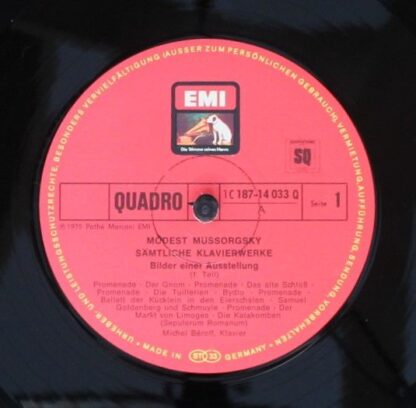 URHEBER- UND LEISTUNGSSCHUTZRECHTE, BESONDERS VERVIELFÄLTIGUNG (AUSSER ZUM PERSÖNLICHEN GEBRAUCH), VERMIETUNG, AUFFÜHRUNG, SENDUNG, VORBEHALTEN
EMI
Die Stimme seines Herrn
SQ
QUADRO
1C 187-14 033 Q
A
Seite 1
℗ 1975 Pathé Marconi EMI
MODEST MUSSORGSKY
SÄMTLICHE KLAVIERWERKE
Bilder einer Ausstellung
(1. Teil)
Promenade - Der Gnom - Promenade - Das alte Schloß -
Promenade - Die Tuilerien - Bydlo - Promenade -
Ballett der Kücklein in den Eierschalen - Samuel
Goldenberg und Schmuyle - Promenade - Der
Markt von Limoges - Die Katakomben
(Sepulcrum Romanum)
Michel Béroff, Klavier
MADE IN STEREO 33 GERMANY